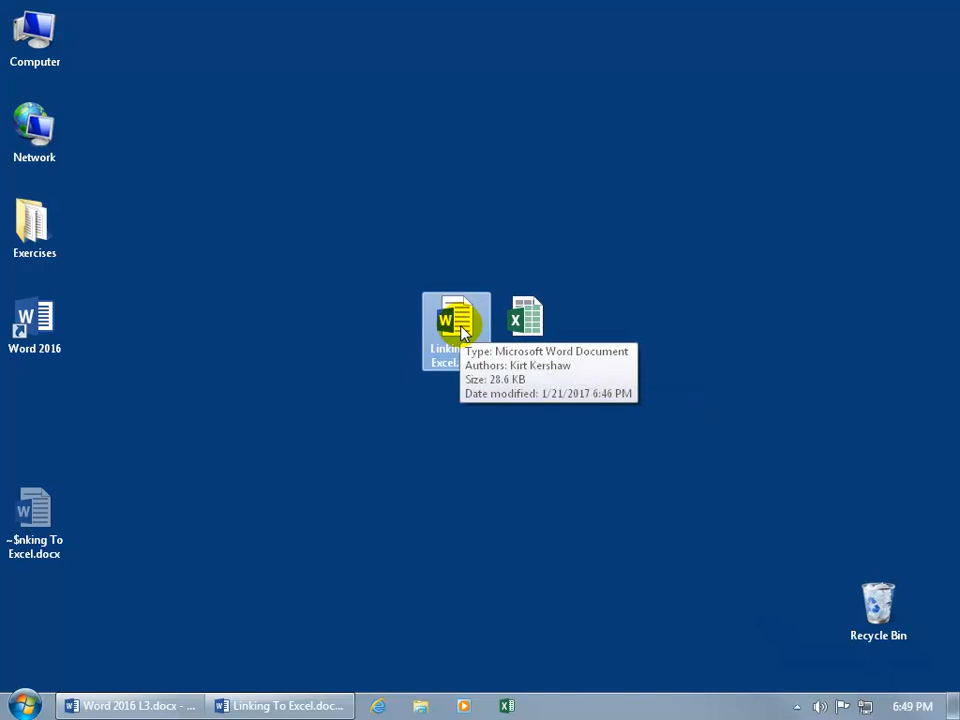 Computer
Network
Exercises
Word 2016
Linkin
Excel.
Type: Microsoft Word Document
Authors: Kirt Kershaw
Size: 28.6 KB
Date modified: 1/21/2017 6:46 PM
~$nking To
Excel.docx
Recycle Bin
Word 2016 L3.docx - ...
Linking To Excel.doc...
6:49 PM